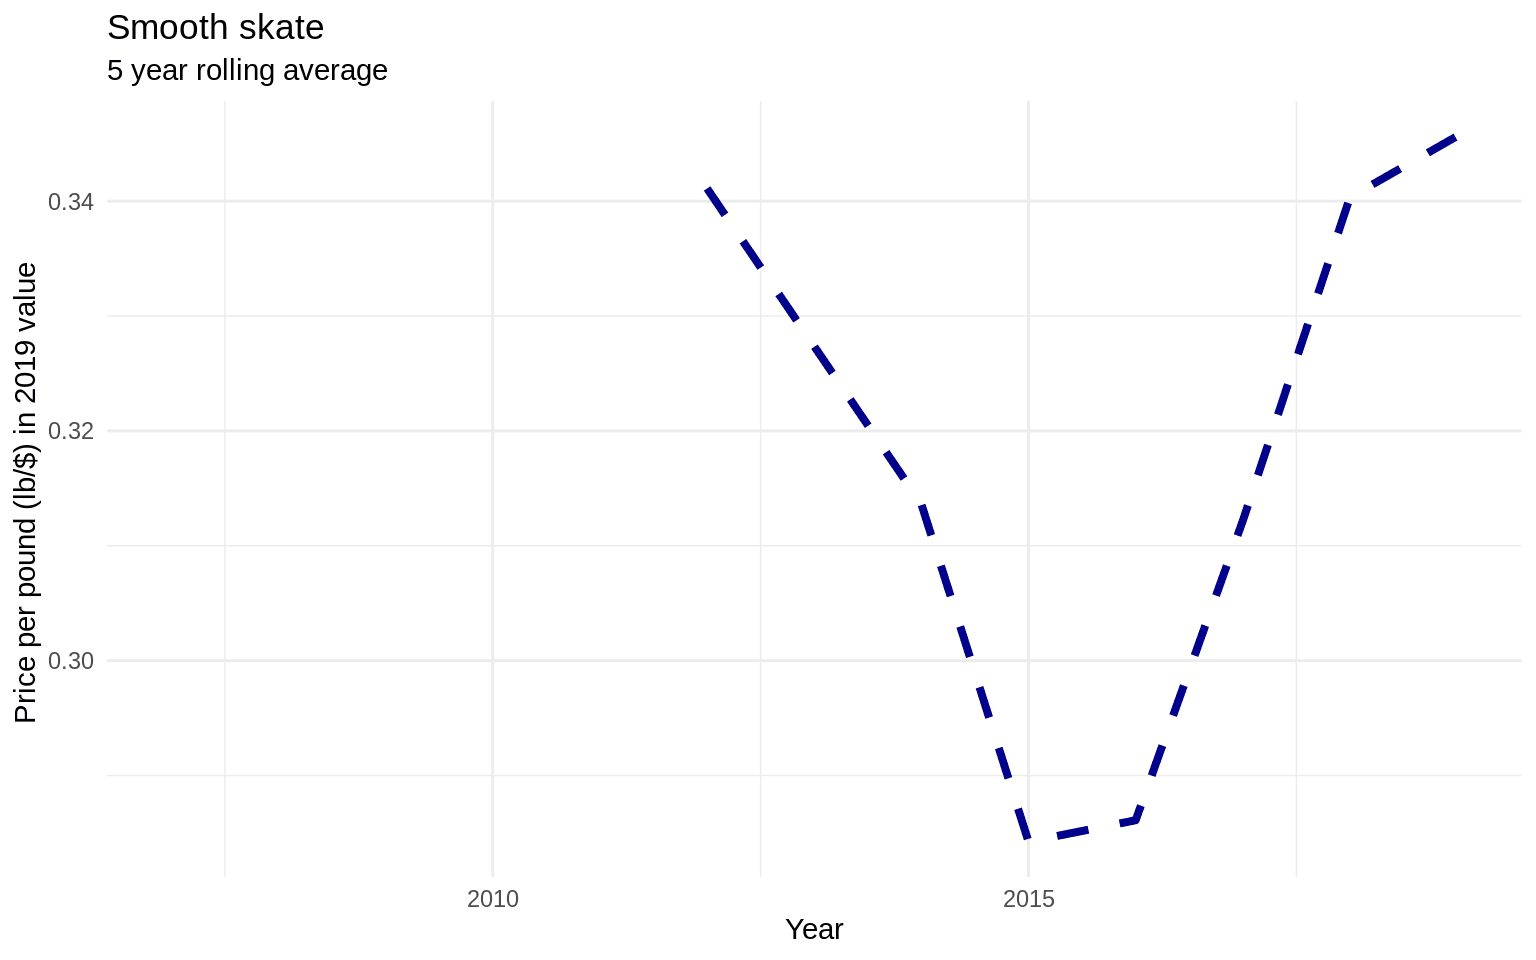 Smooth skate
5 year rolling average
Price per pound (lb/$) in 2019 value
0.34
0.32
0.30
2010
2015
Year